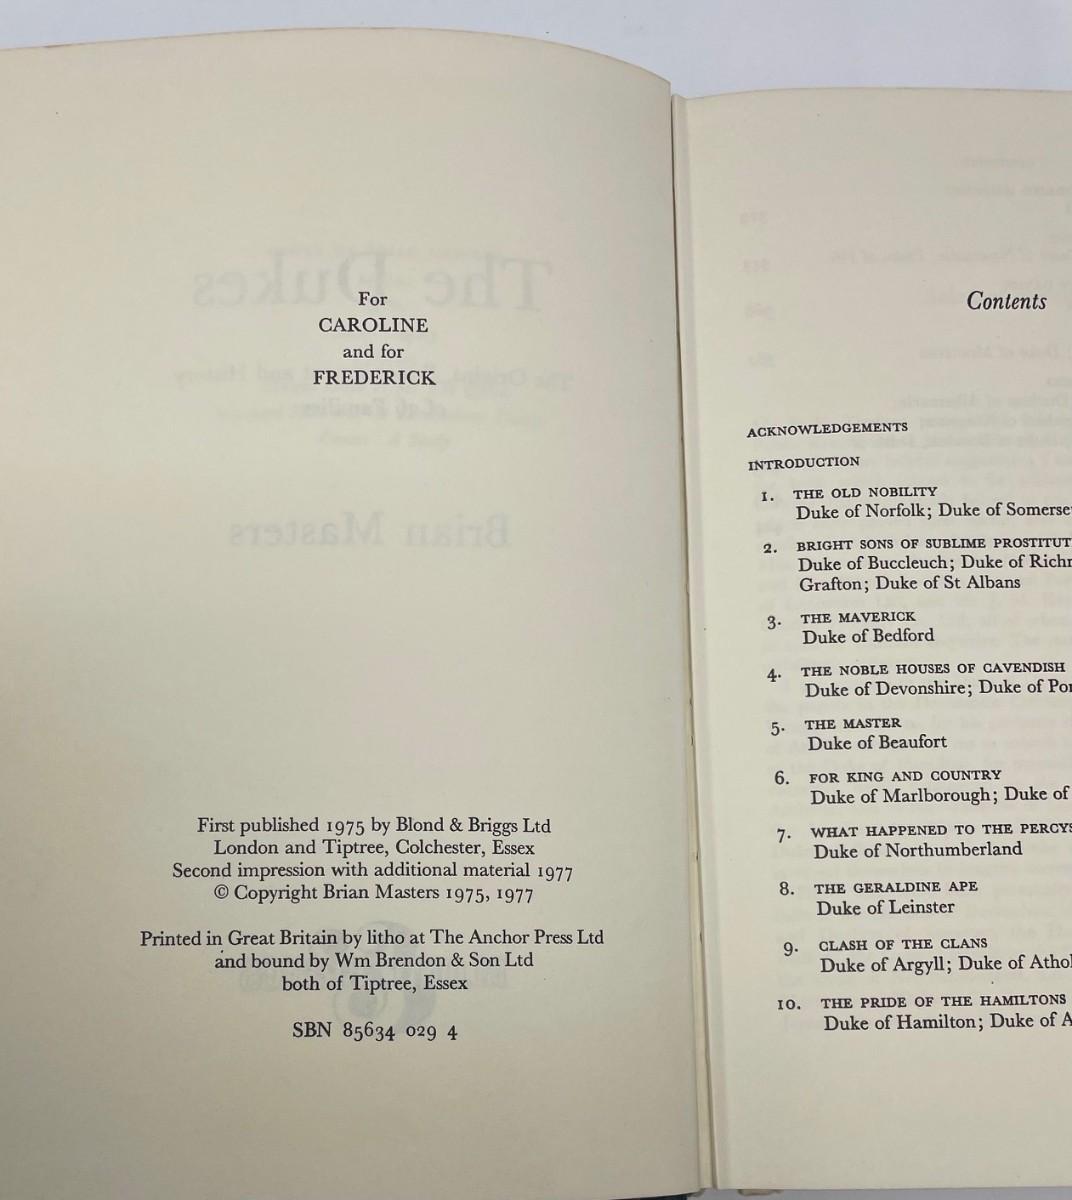 For
CAROLINE
and for
FREDERICK
First published 1975 by Blond & Briggs Ltd
London and Tiptree, Colchester, Essex
Second impression with additional material 1977
© Copyright Brian Masters 1975, 1977
Printed in Great Britain by litho at The Anchor Press Ltd
and bound by Wm Brendon & Son Ltd
both of Tiptree, Essex
SBN 85634 029 4
Contents
ACKNOWLEDGEMENTS
INTRODUCTION
1. THE OLD NOBILITY
Duke of Norfolk; Duke of Somerse
2. BRIGHT SONS OF SUBLIME PROSTITUT
Duke of Buccleuch; Duke of Richm
Grafton; Duke of St Albans
3. THE MAVERICK
Duke of Bedford
4. THE NOBLE HOUSES OF CAVENDISH
Duke of Devonshire; Duke of Por
5. THE MASTER
Duke of Beaufort
6. FOR KING AND COUNTRY
Duke of Marlborough; Duke of
7. WHAT HAPPENED TO THE PERCYS
Duke of Northumberland
8. THE GERALDINE APE
Duke of Leinster
9. CLASH OF THE CLANS
Duke of Argyll; Duke of Athol
10. THE PRIDE OF THE HAMILTONS
Duke of Hamilton; Duke of A